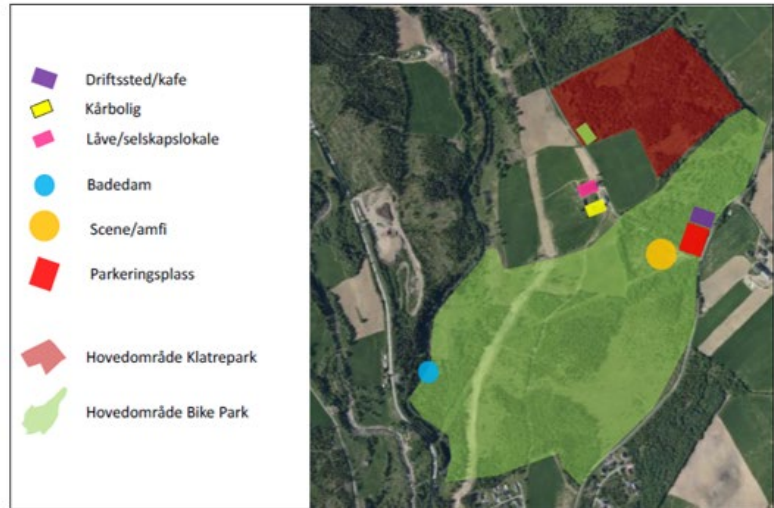 Driftssted/kafe
Kårbolig
Låve/selskapslokale
Badedam
Scene/amfi
Parkeringsplass
Hovedområde Klatrepark
Hovedområde Bike Park